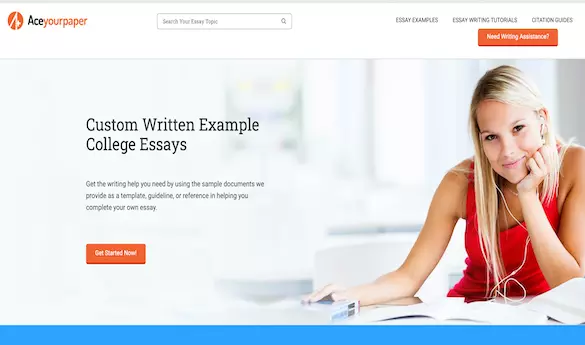 Aceyourpaper
Search Your Essay Topic
ESSAY EXAMPLES
ESSAY WRITING TUTORIALS
CITATION GUIDES
Need Writing Assistance?
Custom Written Example
College Essays
Get the writing help you need by using the sample documents we
provide as a template, guideline, or reference in helping you
complete your own essay.
Get Started Now!